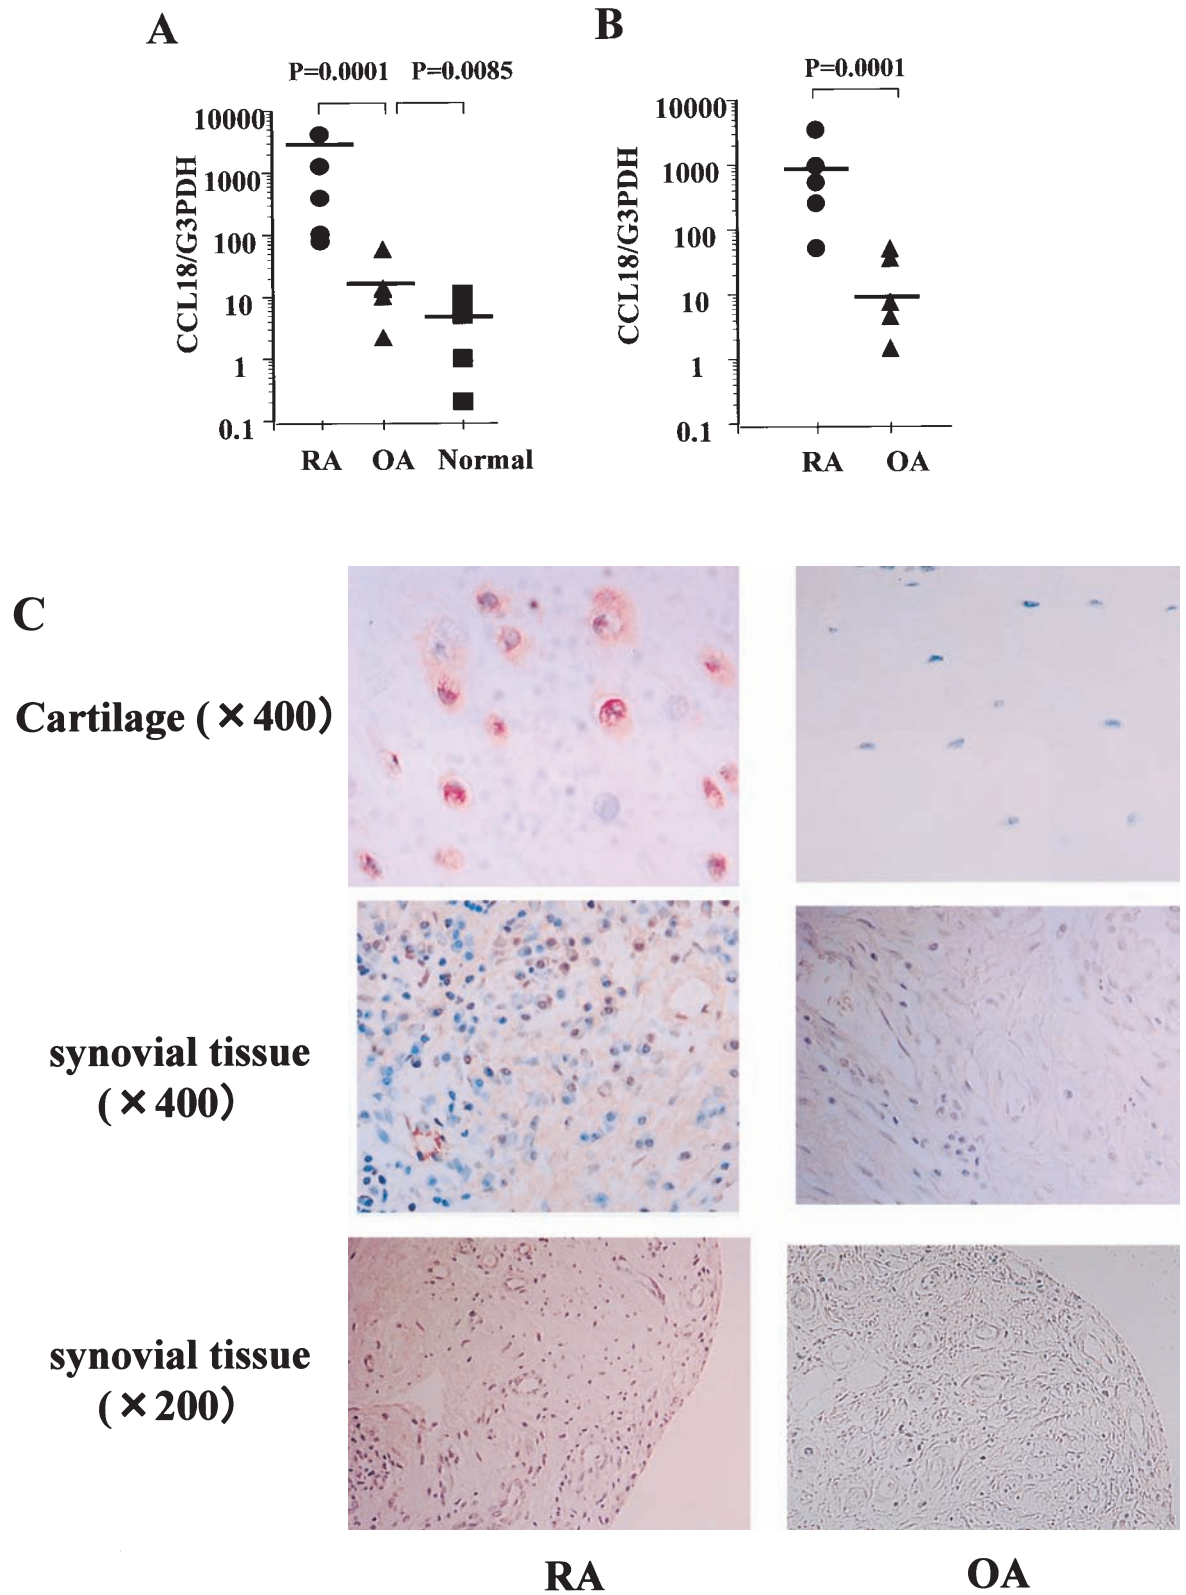 A
P=0.0001 P=0.0085
CCL18/G3PDH
10000
1000
100
10
1
0.1
RA OA Normal
B
P=0.0001
CCL18/G3PDH
10000
1000
100
10
1
0.1
RA OA
C
Cartilage (×400)
synovial tissue
(×400)
synovial tissue
(×200)
RA OA